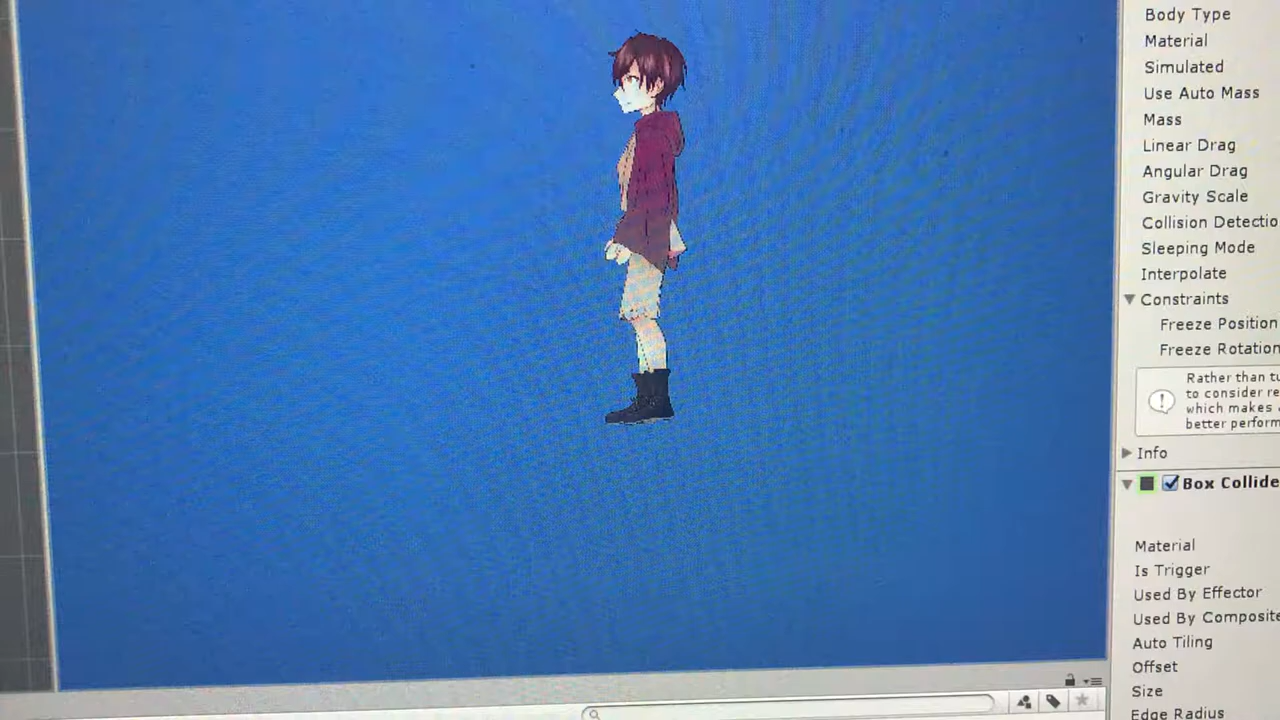 Body Type
Material
Simulated
Use Auto Mass
Mass
Linear Drag
Angular Drag
Gravity Scale
Collision Detectio
Sleeping Mode
Interpolate
Constraints
Freeze Position
Freeze Rotation
Rather than tu
to consider re
which makes
better perform
Info
Box Collide
Material
Is Trigger
Used By Effector
Used By Composite
Auto Tiling
Offset
Size
Edge Radius